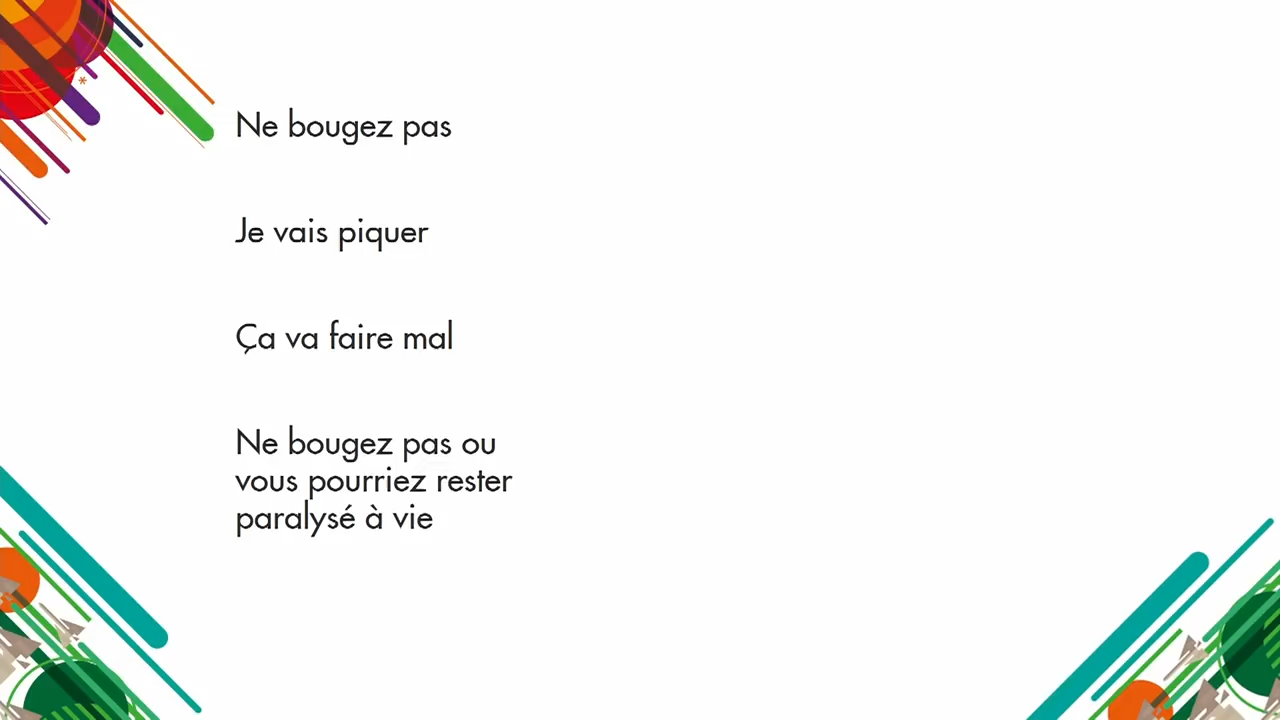 Ne bougez pas
Je vais piquer
Ça va faire mal
Ne bougez pas ou
vous pourriez rester
paralysé à vie